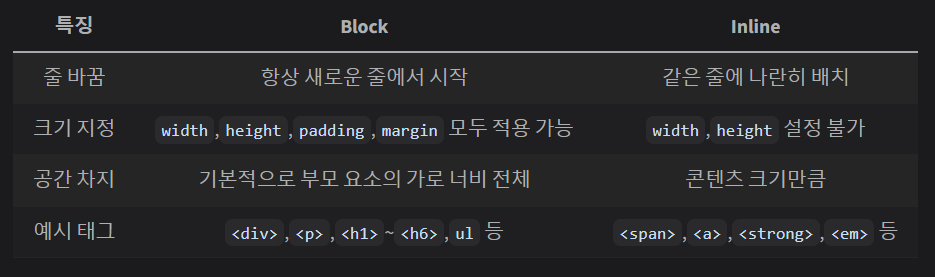 특징 Block Inline
줄 바꿈 항상 새로운 줄에서 시작 같은 줄에 나란히 배치
크기 지정 width, height, padding, margin 모두 적용 가능 width, height 설정 불가
공간 차지 기본적으로 부모 요소의 가로 너비 전체 콘텐츠 크기만큼
예시 태그 <div>, <p>, <h1>~<h6>, ul 등 <span>, <a>, <strong>, <em> 등